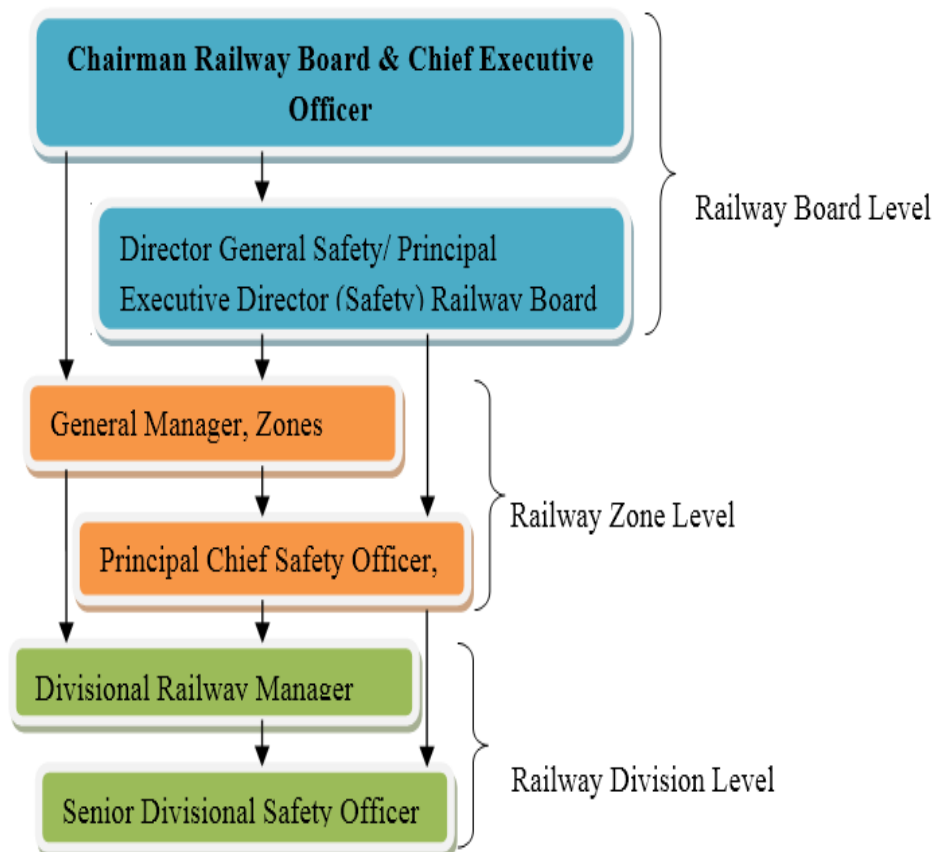 Chairman Railway Board & Chief Executive
Officer
Railway Board Level
Director General Safety/ Principal
Executive Director (Safety) Railway Board
General Manager, Zones
Railway Zone Level
Principal Chief Safety Officer,
Divisional Railway Manager
Railway Division Level
Senior Divisional Safety Officer